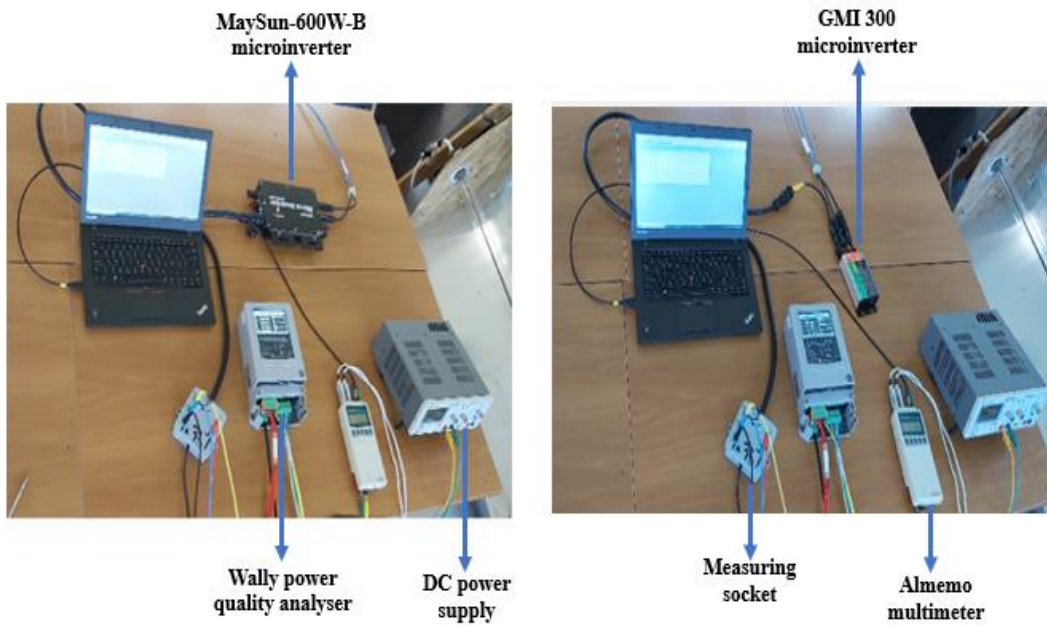 MaySun-600W-B
microinverter
GMI 300
microinverter
Wally power
quality analyser
DC power
supply
Measuring
socket
Almemo
multimeter